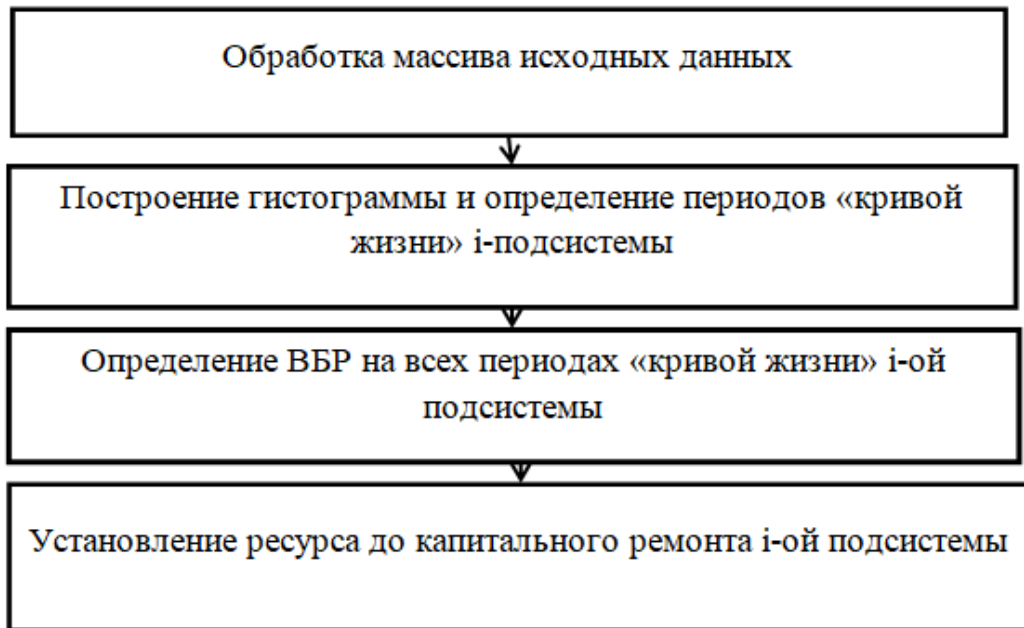 Обработка массива исходных данных
Построение гистограммы и определение периодов «кривой
жизни» i-подсистемы
Определение ВБР на всех периодах «кривой жизни» i-ой
подсистемы
Установление ресурса до капитального ремонта i-ой подсистемы